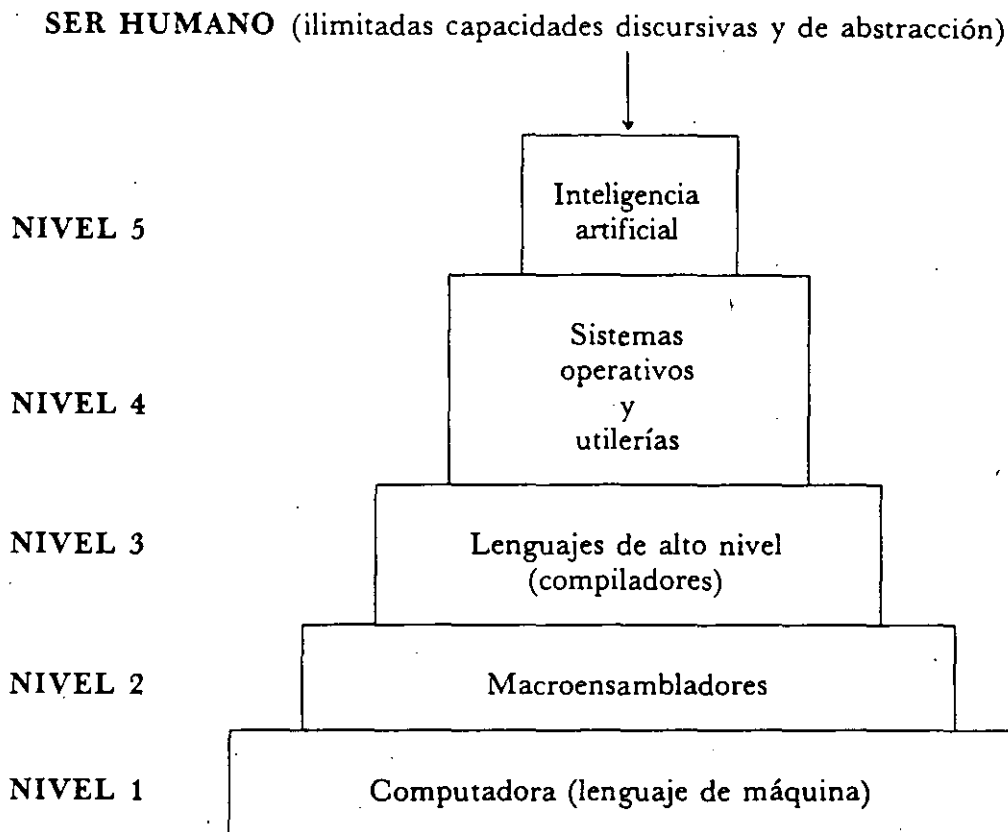 SER HUMANO (ilimitadas capacidades discursivas y de abstracción)
NIVEL 5
Inteligencia
artificial
NIVEL 4
Sistemas
operativos
y
utilerías
NIVEL 3
Lenguajes de alto nivel
(compiladores)
NIVEL 2
Macroensambladores
NIVEL 1
Computadora (lenguaje de máquina)